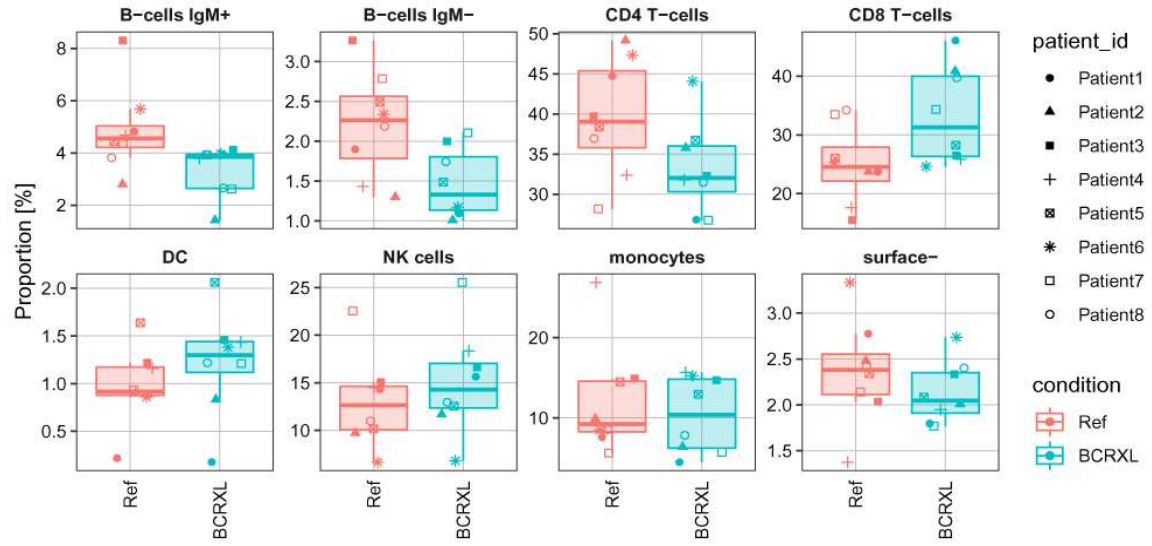 B−cells IgM+
B−cells IgM−
CD4 T−cells
CD8 T−cells
8
6
4
2
3.0
2.5
2.0
1.5
1.0
50
45
40
35
30
40
30
20
DC
NK cells
monocytes
surface−
2.0
1.5
1.0
0.5
25
20
15
10
20
10
3.0
2.5
2.0
1.5
Proportion [%]
Ref
BCRXL
Ref
BCRXL
Ref
BCRXL
Ref
BCRXL
patient_id
Patient1
Patient2
Patient3
Patient4
Patient5
Patient6
Patient7
Patient8
condition
Ref
BCRXL